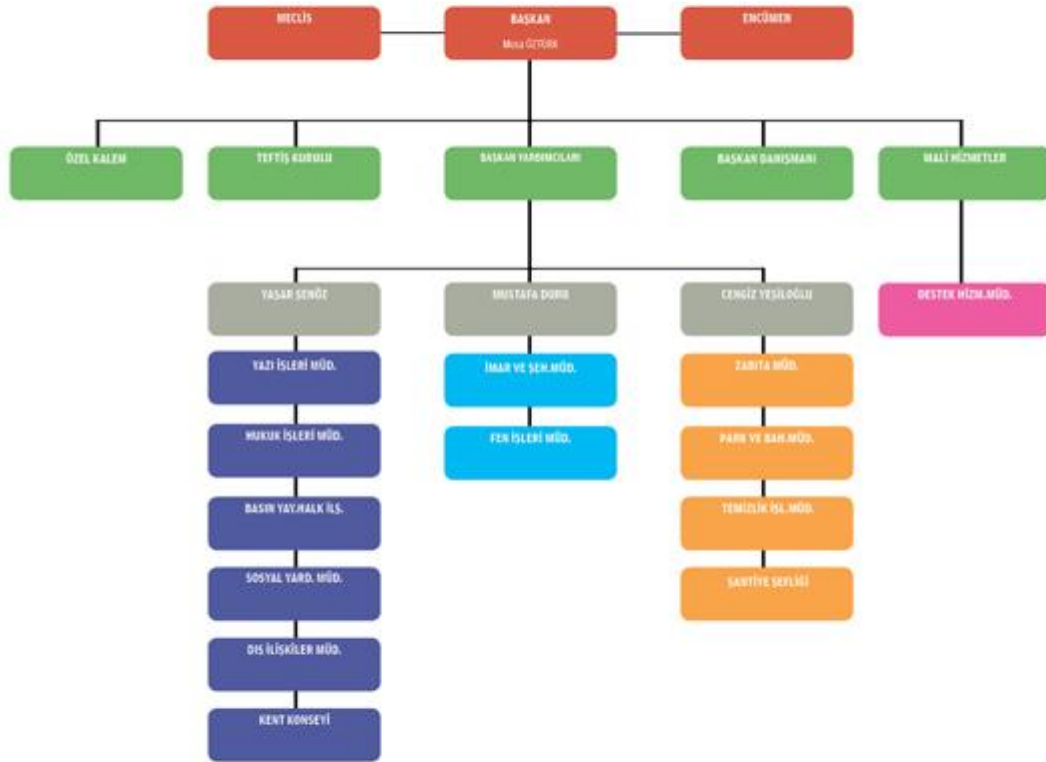 MECLİS
BAŞKAN
Musa ÖZTÜRK
ENCÜMEN
ÖZEL KALEM
TEFTİŞ KURULU
BAŞKAN YARDIMCILARI
BAŞKAN DANIŞMANI
MALİ HİZMETLER
YAŞAR ŞENÖZ
MUSTAFA DURU
CENGİZ YEŞİLOĞLU
DESTEK HİZM.MÜD.
YAZI İŞLERİ MÜD.
İMAR VE ŞEH.MÜD.
ZABITA MÜD.
HUKUK İŞLERİ MÜD.
FEN İŞLERİ MÜD.
PARK VE BAH.MÜD.
BASIN YAY.HALK İLŞ.
TEMİZLİK İŞL.MÜD.
SOSYAL YARD. MÜD.
ŞANTİYE ŞEFLİĞİ
DIŞ İLİŞKİLER MÜD.
KENT KONSEYİ